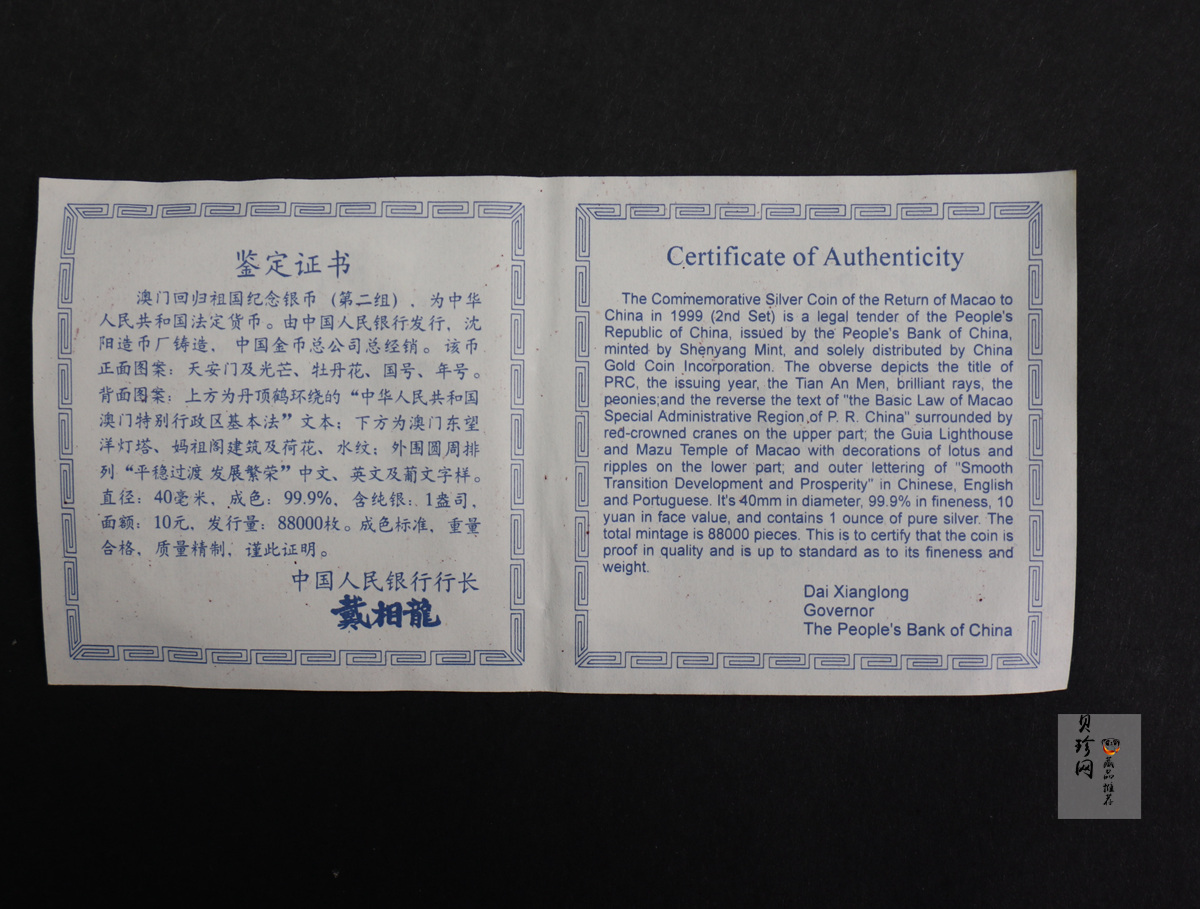 鉴定证书
澳门回归祖国纪念银币（第二组），为中华
人民共和国法定货币。由中国人民银行发行，沈
阳造币厂铸造， 中国金币总公司总经销。该币
正面图案：天安门及光芒、牡丹花、国号、年号。
背面图案：上方为丹顶鹤环绕的“中华人民共和国
澳门特别行政区基本法”文本；下方为澳门东望
洋灯塔、妈祖阁建筑及荷花、水纹；外围圆周排
列“平稳过渡 发展繁荣”中文、英文及葡文字样。
直径：40毫米，成色：99.9%，含纯银：1盎司，
面额：10元，发行量：88000枚。成色标准，重量
合格，质量精制，谨此证明。
中国人民银行行长
戴相龍
Certificate of Authenticity
The Commemorative Silver Coin of the Return of Macao to
China in 1999 (2nd Set) is a legal tender of the People's
Republic of China, issued by the People's Bank of China,
minted by Shenyang Mint, and solely distributed by China
Gold Coin Incorporation. The obverse depicts the title of
PRC, the issuing year, the Tian An Men, brilliant rays, the
peonies;and the reverse the text of "the Basic Law of Macao
Special Administrative Region of P. R. China" surrounded by
red-crowned cranes on the upper part; the Guia Lighthouse
and Mazu Temple of Macao with decorations of lotus and
ripples on the lower part; and outer lettering of "Smooth
Transition Development and Prosperity" in Chinese, English
and Portuguese. It's 40mm in diameter, 99.9% in fineness, 10
yuan in face value, and contains 1 ounce of pure silver. The
total mintage is 88000 pieces. This is to certify that the coin is
proof in quality and is up to standard as to its fineness and
weight.
Dai Xianglong
Governor
The People's Bank of China
贝珍网
藏品推荐